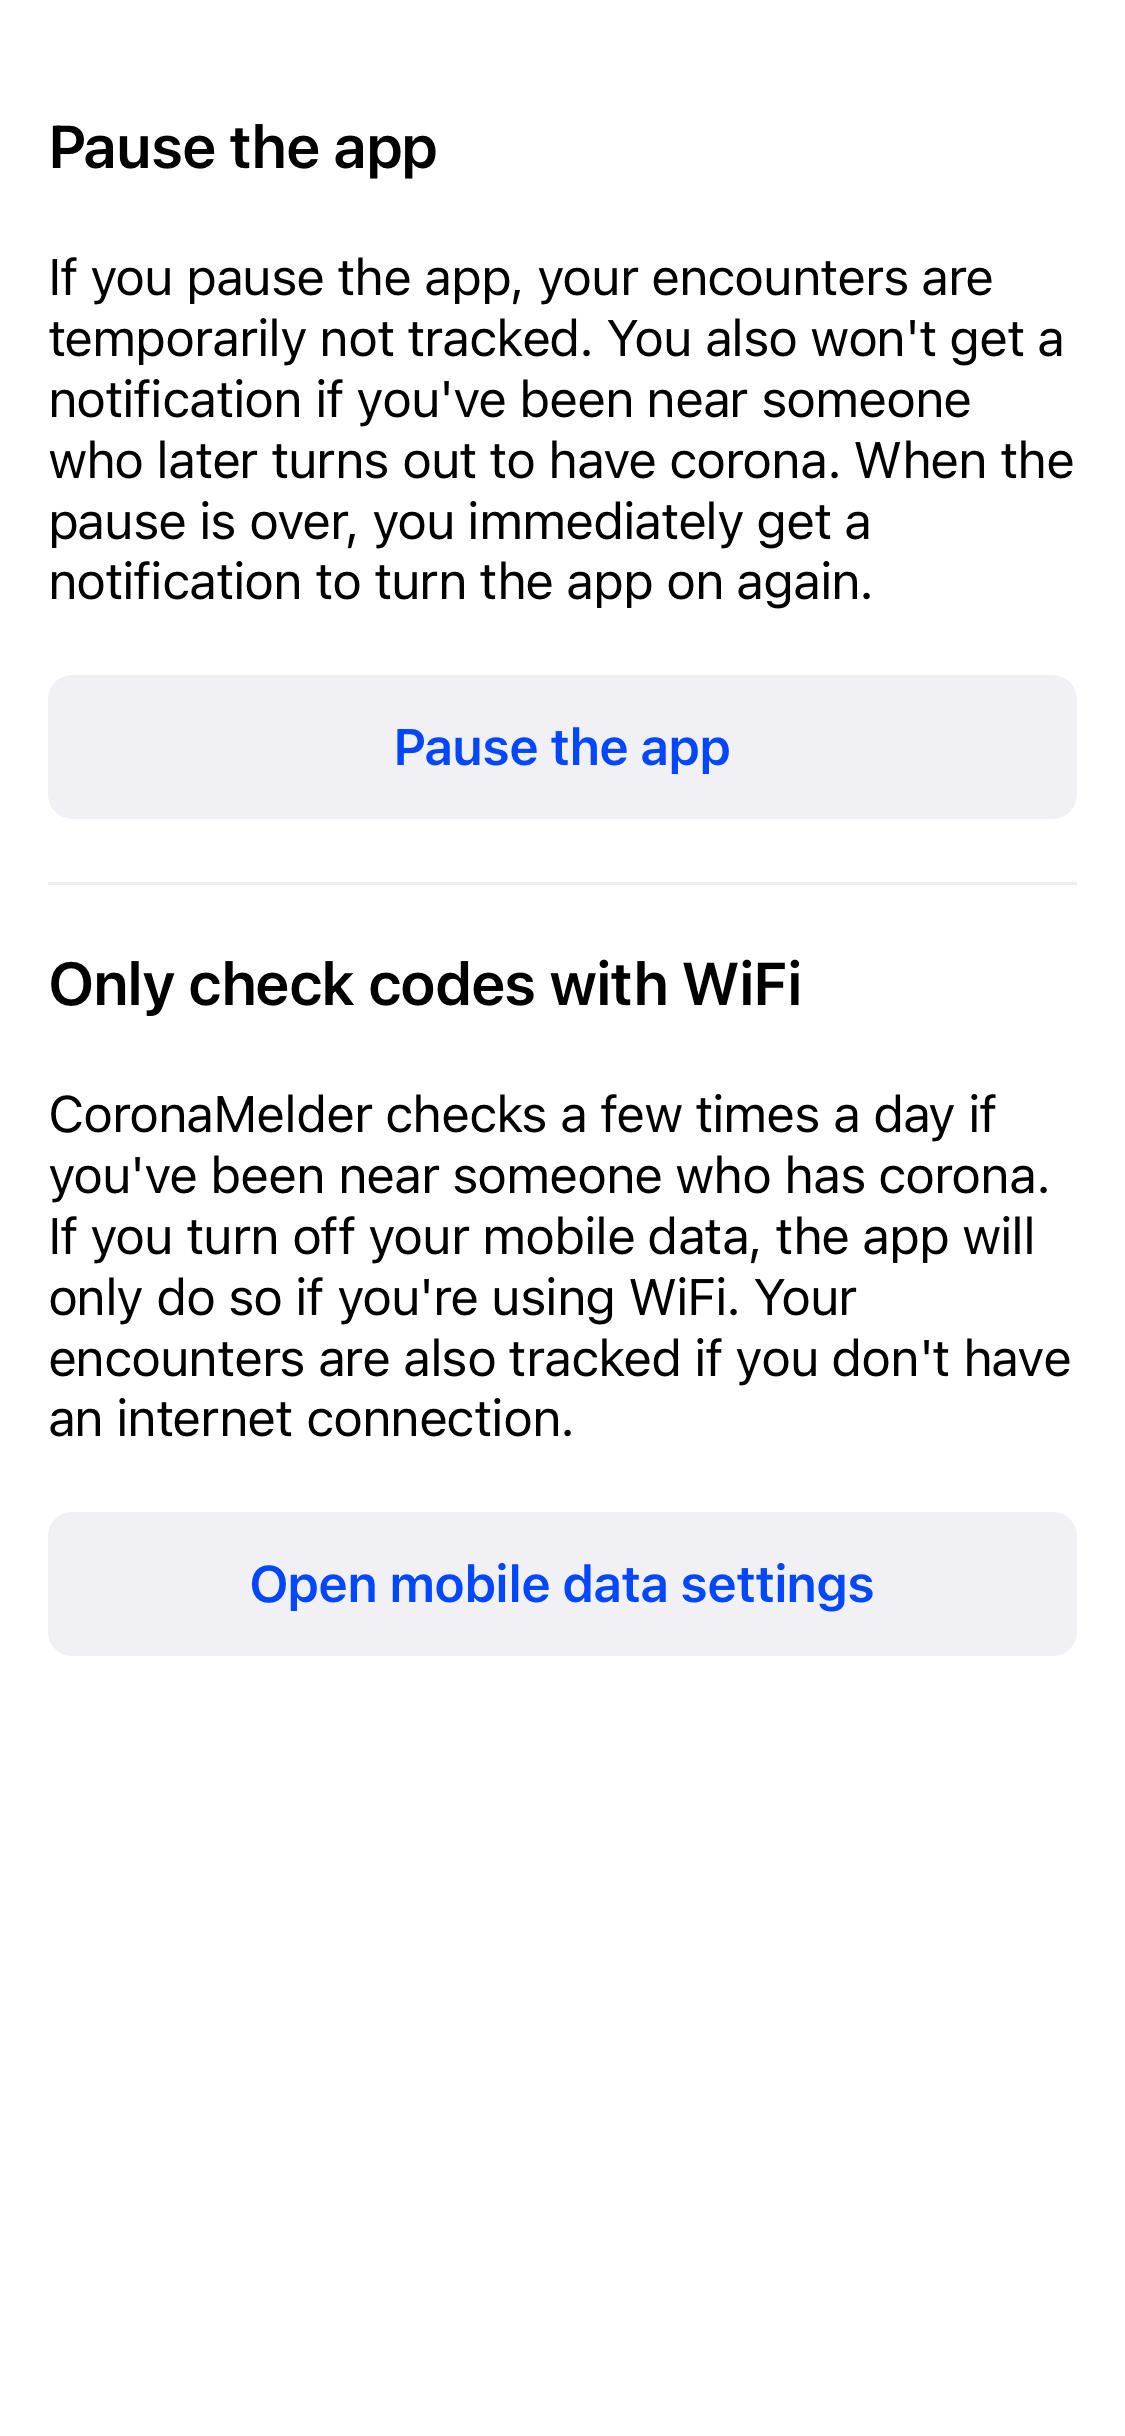 Pause the app
If you pause the app, your encounters are
temporarily not tracked. You also won't get a
notification if you've been near someone
who later turns out to have corona. When the
pause is over, you immediately get a
notification to turn the app on again.
Pause the app
Only check codes with WiFi
CoronaMelder checks a few times a day if
you've been near someone who has corona.
If you turn off your mobile data, the app will
only do so if you're using WiFi. Your
encounters are also tracked if you don't have
an internet connection.
Open mobile data settings